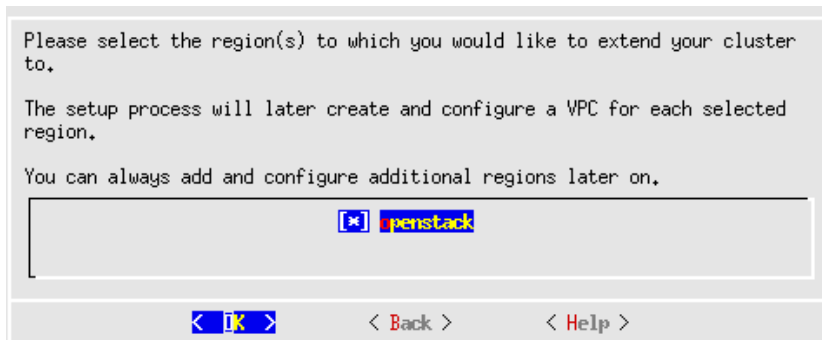 Please select the region(s) to which you would like to extend your cluster
to.
The setup process will later create and configure a VPC for each selected
region.
You can always add and configure additional regions later on.
[*] openstack
< OK > < Back > < Help >